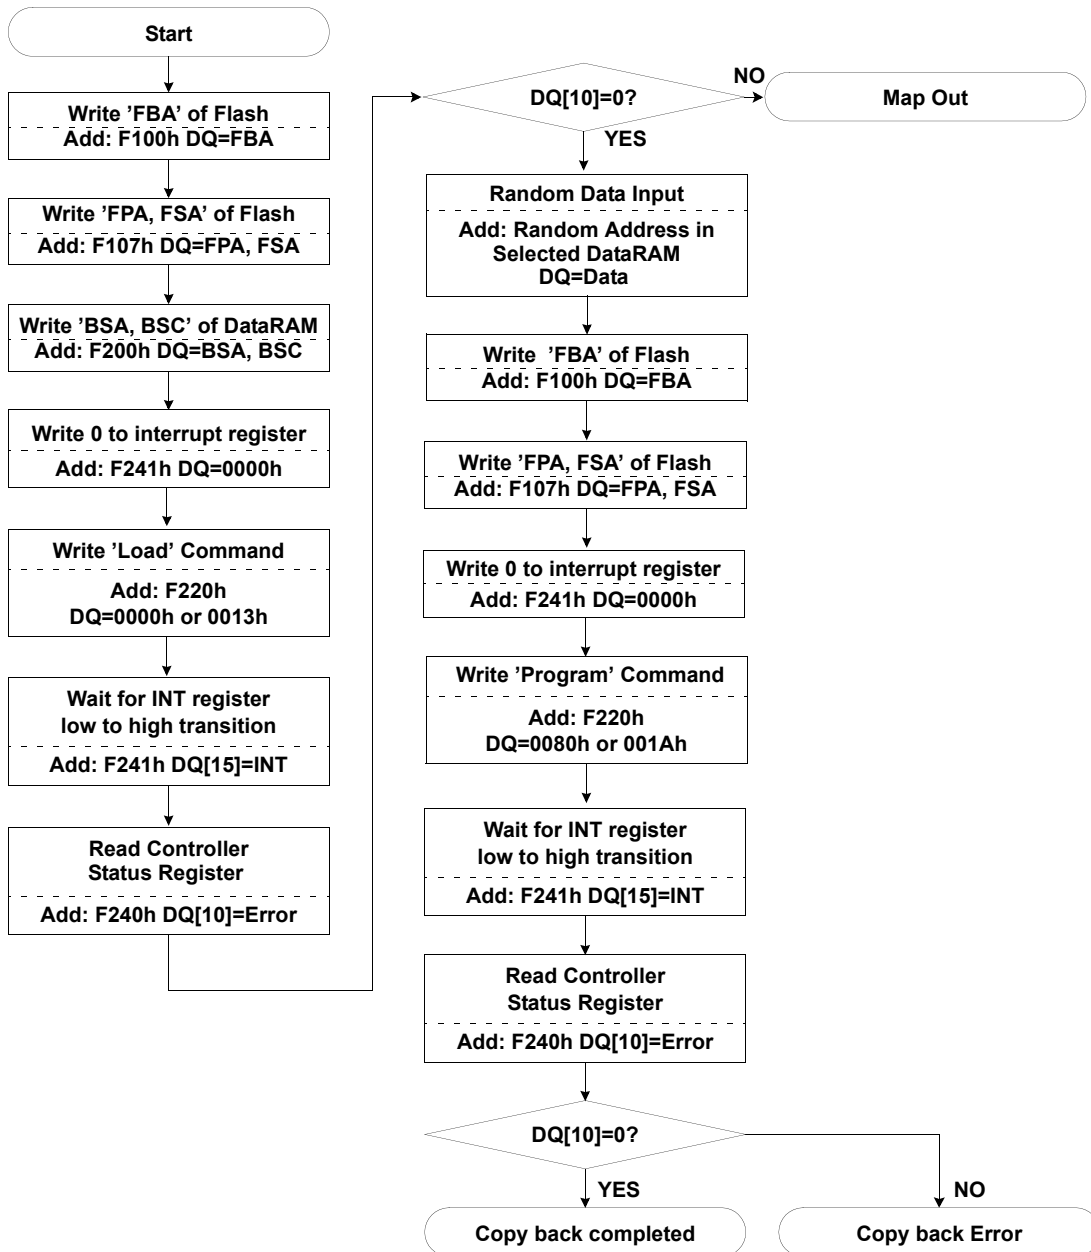 Start
Write ’FBA’ of Flash
Add: F100h DQ=FBA
Write ’FPA, FSA’ of Flash
Add: F107h DQ=FPA, FSA
Write ’BSA, BSC’ of DataRAM
Add: F200h DQ=BSA, BSC
Write 0 to interrupt register
Add: F241h DQ=0000h
Write ’Load’ Command
Add: F220h
DQ=0000h or 0013h
Wait for INT register
low to high transition
Add: F241h DQ[15]=INT
Read Controller
Status Register
Add: F240h DQ[10]=Error
DQ[10]=0?
NO
Map Out
YES
Random Data Input
Add: Random Address in
Selected DataRAM
DQ=Data
Write ’FBA’ of Flash
Add: F100h DQ=FBA
Write ’FPA, FSA’ of Flash
Add: F107h DQ=FPA, FSA
Write 0 to interrupt register
Add: F241h DQ=0000h
Write ’Program’ Command
Add: F220h
DQ=0080h or 001Ah
Wait for INT register
low to high transition
Add: F241h DQ[15]=INT
Read Controller
Status Register
Add: F240h DQ[10]=Error
DQ[10]=0?
YES
NO
Copy back completed
Copy back Error